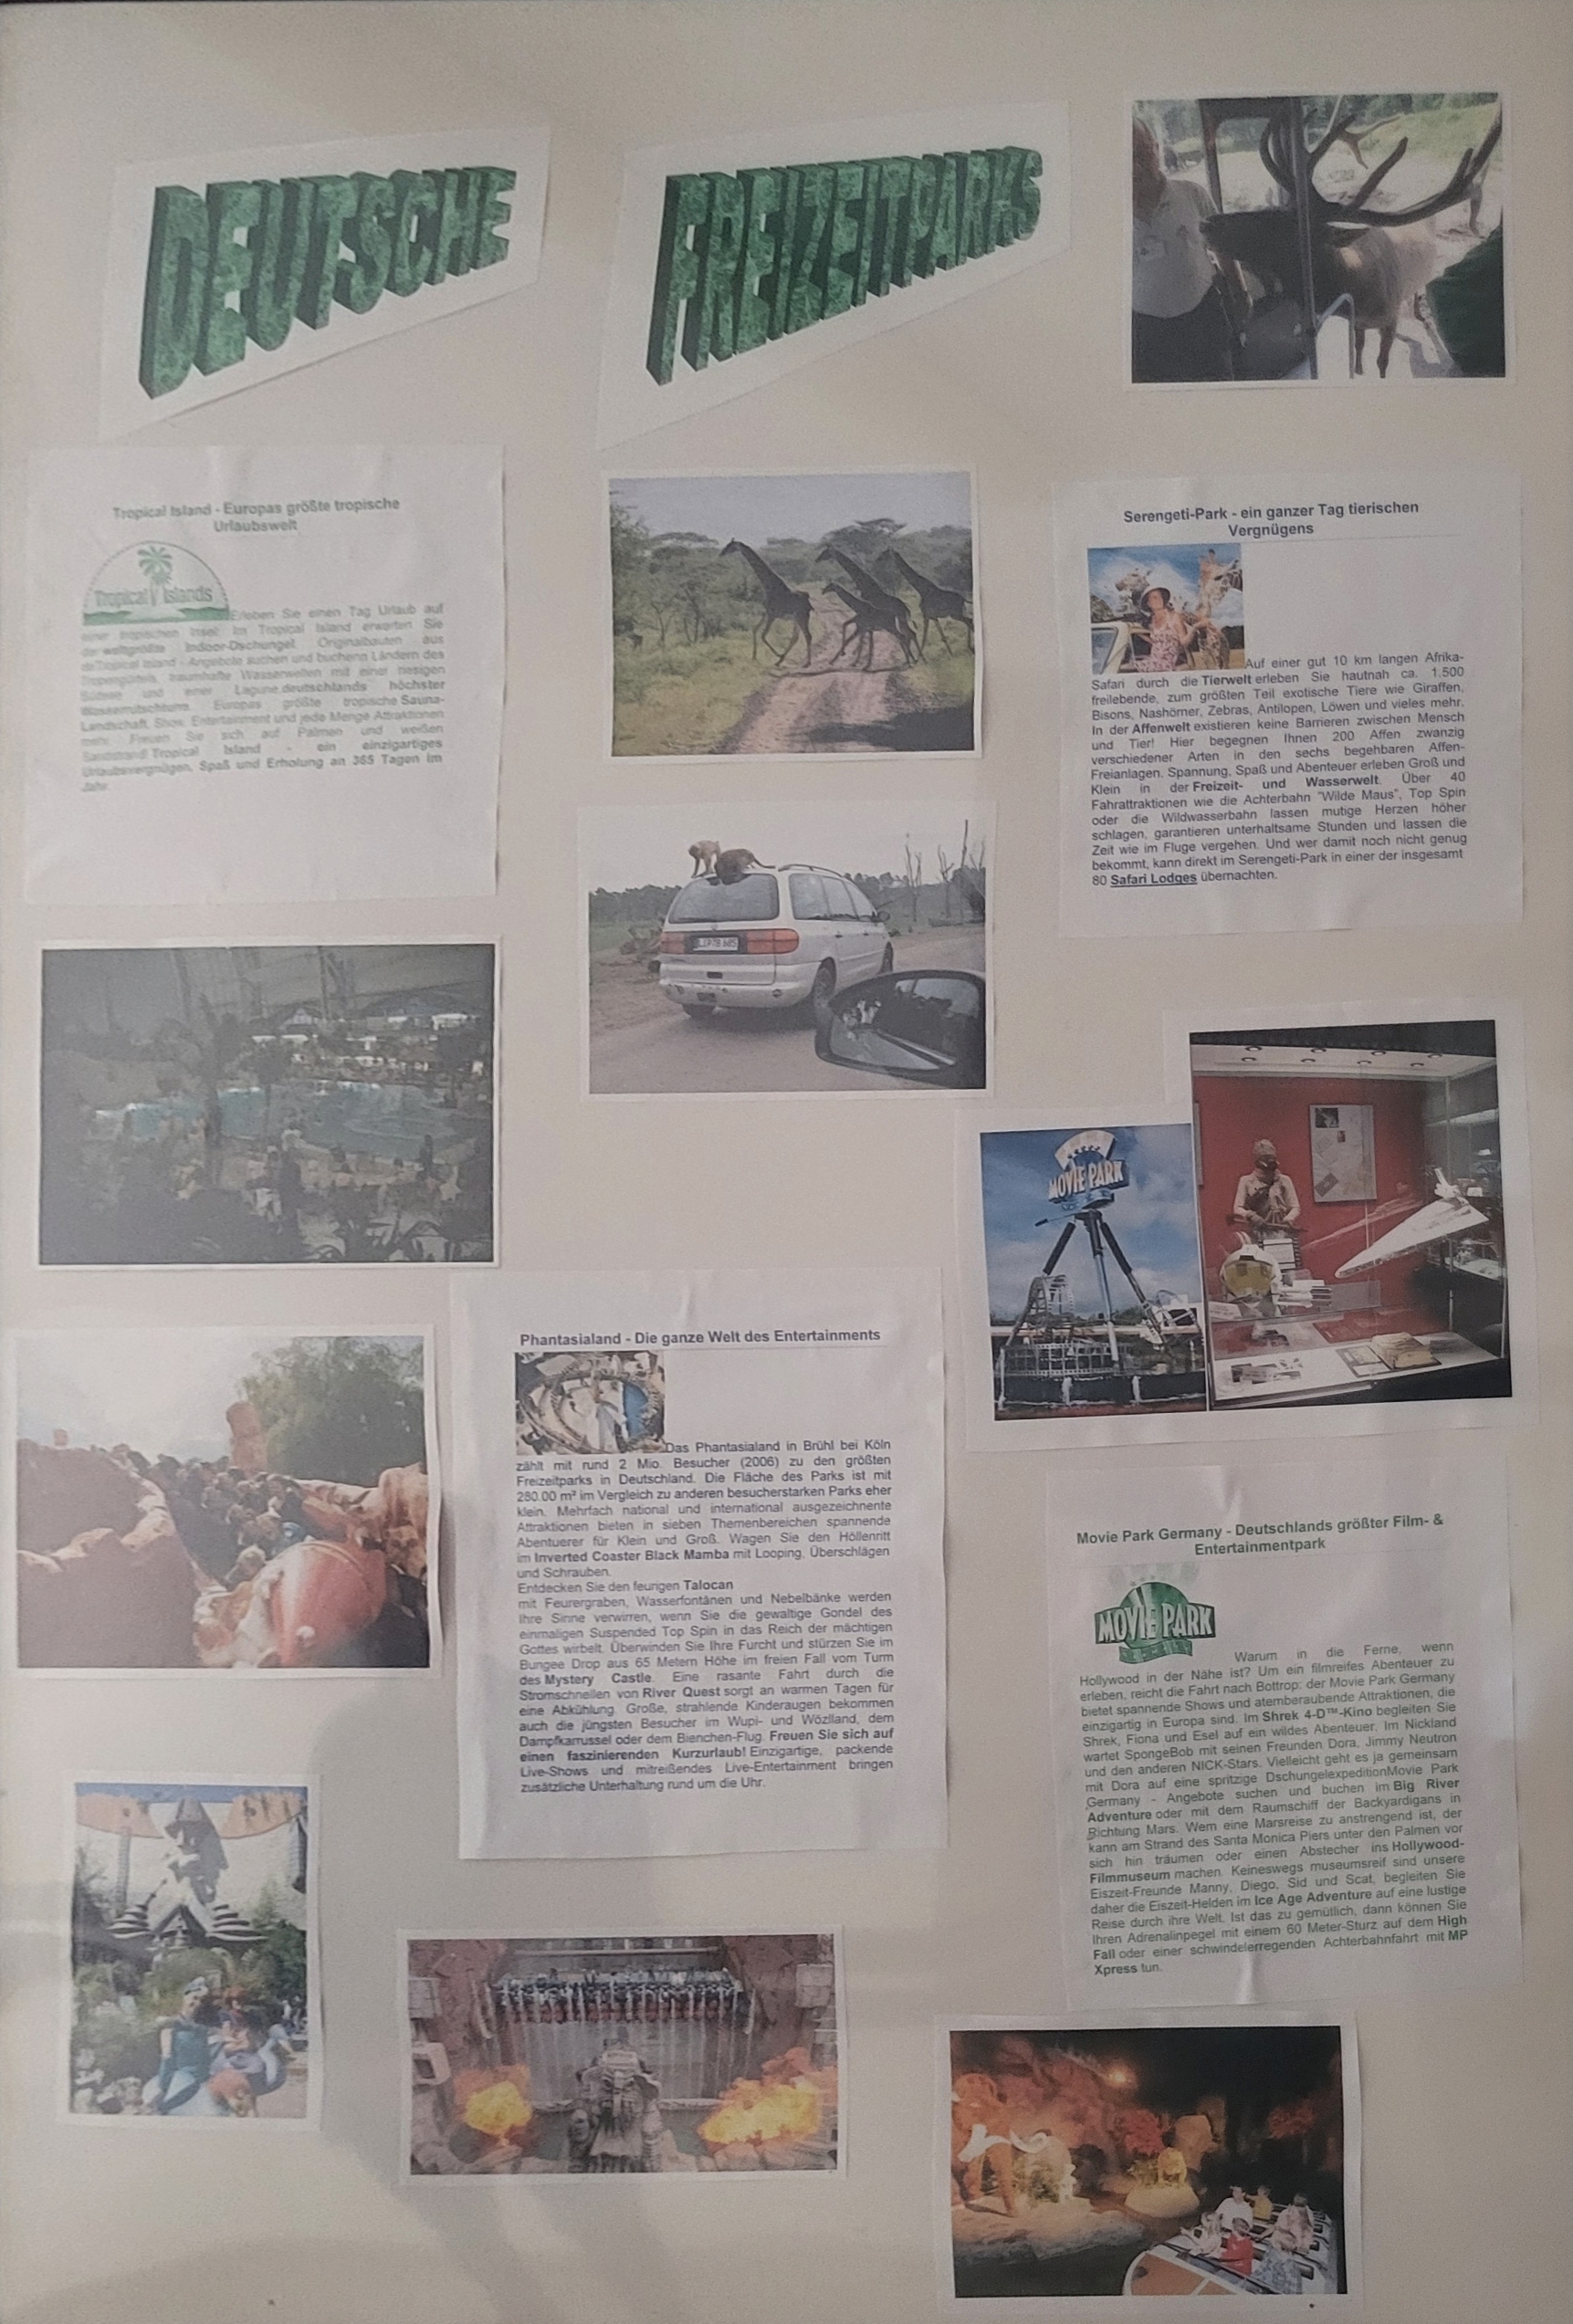 DEUTSCHE
FREIZEITPARKS
Tropical Island - Europas größte tropische
Urlaubswelt
Tropical Islands
Erleben Sie einen Tag Urlaub auf
einer tropischen Insel: Im Tropical Island erwarten Sie
der weltgrößte Indoor-Dschungel, Originalbauten aus
Tropical Island - Angebote suchen und buchenn Ländern des
Tropengürtels, traumhafte Wasserwelten mit einer riesigen
Südsee und einer Lagune,deutschlands höchster
Wasserrutschturm, Europas größte tropische Sauna-
Landschaft, Show, Entertainment und jede Menge Attraktionen
mehr. Freuen Sie sich auf Palmen und weißen
Sandstrand! Tropical Island - ein einzigartiges
Urlaubsvergnügen, Spaß und Erholung an 365 Tagen im
Jahr.
Serengeti-Park - ein ganzer Tag tierischen
Vergnügens
Auf einer gut 10 km langen Afrika-
Safari durch die Tierwelt erleben Sie hautnah ca. 1.500
freilebende, zum größten Teil exotische Tiere wie Giraffen,
Bisons, Nashörner, Zebras, Antilopen, Löwen und vieles mehr.
In der Affenwelt existieren keine Barrieren zwischen Mensch
und Tier! Hier begegnen Ihnen 200 Affen zwanzig
verschiedener Arten in den sechs begehbaren Affen-
Freianlagen. Spannung, Spaß und Abenteuer erleben Groß und
Klein in der Freizeit- und Wasserwelt. Über 40
Fahrattraktionen wie die Achterbahn "Wilde Maus", Top Spin
oder die Wildwasserbahn lassen mutige Herzen höher
schlagen, garantieren unterhaltsame Stunden und lassen die
Zeit wie im Fluge vergehen. Und wer damit noch nicht genug
bekommt, kann direkt im Serengeti-Park in einer der insgesamt
80 Safari Lodges übernachten.
MOVIE PARK
Phantasialand - Die ganze Welt des Entertainments
Das Phantasialand in Brühl bei Köln
zählt mit rund 2 Mio. Besucher (2006) zu den größten
Freizeitparks in Deutschland. Die Fläche des Parks ist mit
280.00 m² im Vergleich zu anderen besucherstarken Parks eher
klein. Mehrfach national und international ausgezeichnente
Attraktionen bieten in sieben Themenbereichen spannende
Abentuerer für Klein und Groß. Wagen Sie den Höllenritt
im Inverted Coaster Black Mamba mit Looping, Überschlägen
und Schrauben.
Entdecken Sie den feurigen Talocan
mit Feurergraben, Wasserfontänen und Nebelbänke werden
Ihre Sinne verwirren, wenn Sie die gewaltige Gondel des
einmaligen Suspended Top Spin in das Reich der mächtigen
Gottes wirbelt. Überwinden Sie Ihre Furcht und stürzen Sie im
Bungee Drop aus 65 Metern Höhe im freien Fall vom Turm
des Mystery Castle. Eine rasante Fahrt durch die
Stromschnellen von River Quest sorgt an warmen Tagen für
eine Abkühlung. Große, strahlende Kinderaugen bekommen
auch die jüngsten Besucher im Wupi- und Wözlland, dem
Dampfkarrussel oder dem Bienchen-Flug. Freuen Sie sich auf
einen faszinierenden Kurzurlaub! Einzigartige, packende
Live-Shows und mitreißendes Live-Entertainment bringen
zusätzliche Unterhaltung rund um die Uhr.
Movie Park Germany - Deutschlands größter Film- &
Entertainmentpark
MOVIE PARK
Warum in die Ferne, wenn
Hollywood in der Nähe ist? Um ein filmreifes Abenteuer zu
erleben, reicht die Fahrt nach Bottrop: der Movie Park Germany
bietet spannende Shows und atemberaubende Attraktionen, die
einzigartig in Europa sind. Im Shrek 4-D™-Kino begleiten Sie
Shrek, Fiona und Esel auf ein wildes Abenteuer. Im Nickland
wartet SpongeBob mit seinen Freunden Dora, Jimmy Neutron
und den anderen NICK-Stars. Vielleicht geht es ja gemeinsam
mit Dora auf eine spritzige DschungelexpeditionMovie Park
Germany - Angebote suchen und buchen im Big River
Adventure oder mit dem Raumschiff der Backyardigans in
Richtung Mars. Wem eine Marsreise zu anstrengend ist, der
kann am Strand des Santa Monica Piers unter den Palmen vor
sich hin träumen oder einen Abstecher ins Hollywood-
Filmmuseum machen. Keineswegs museumsreif sind unsere
Eiszeit-Freunde Manny, Diego, Sid und Scat, begleiten Sie
daher die Eiszeit-Helden im Ice Age Adventure auf eine lustige
Reise durch ihre Welt. Ist das zu gemütlich, dann können Sie
Ihren Adrenalinpegel mit einem 60 Meter-Sturz auf dem High
Fall oder einer schwindelerregenden Achterbahnfahrt mit MP
Xpress tun.